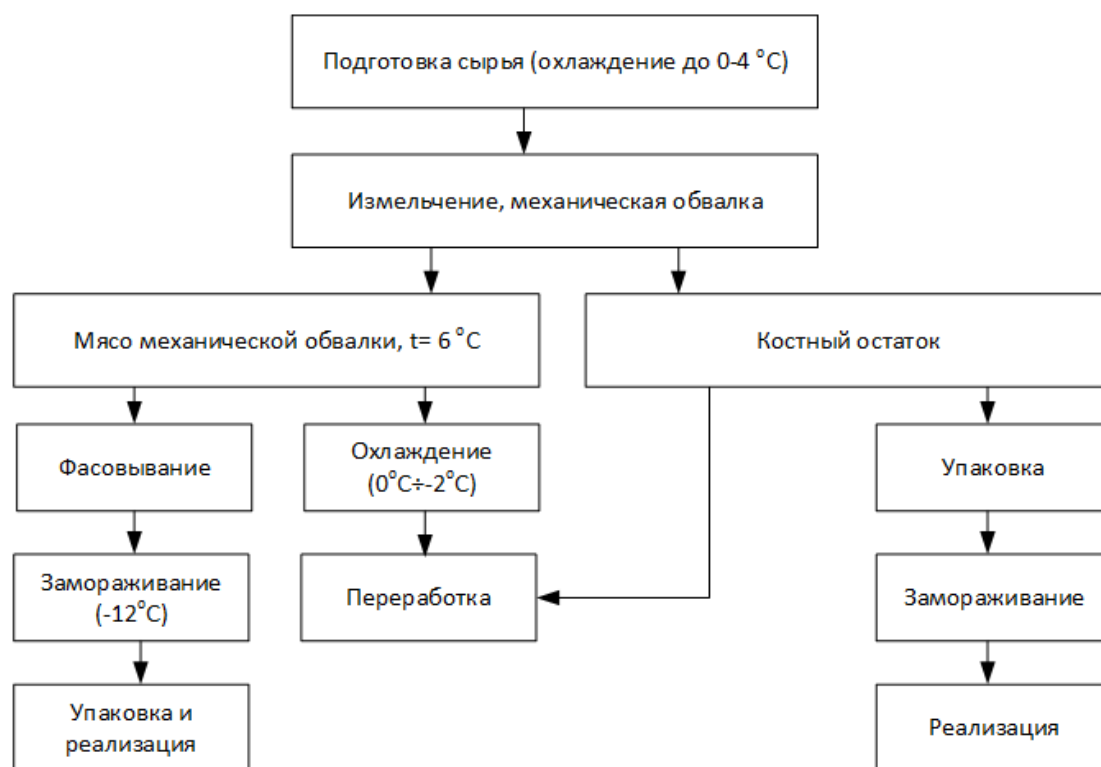 Подготовка сырья (охлаждение до 0-4 °С)
Измельчение, механическая обвалка
Мясо механической обвалки, t= 6 °С
Костный остаток
Фасовывание
Охлаждение
(0°С÷-2°С)
Упаковка
Замораживание
(-12°С)
Переработка
Замораживание
Упаковка и
реализация
Реализация